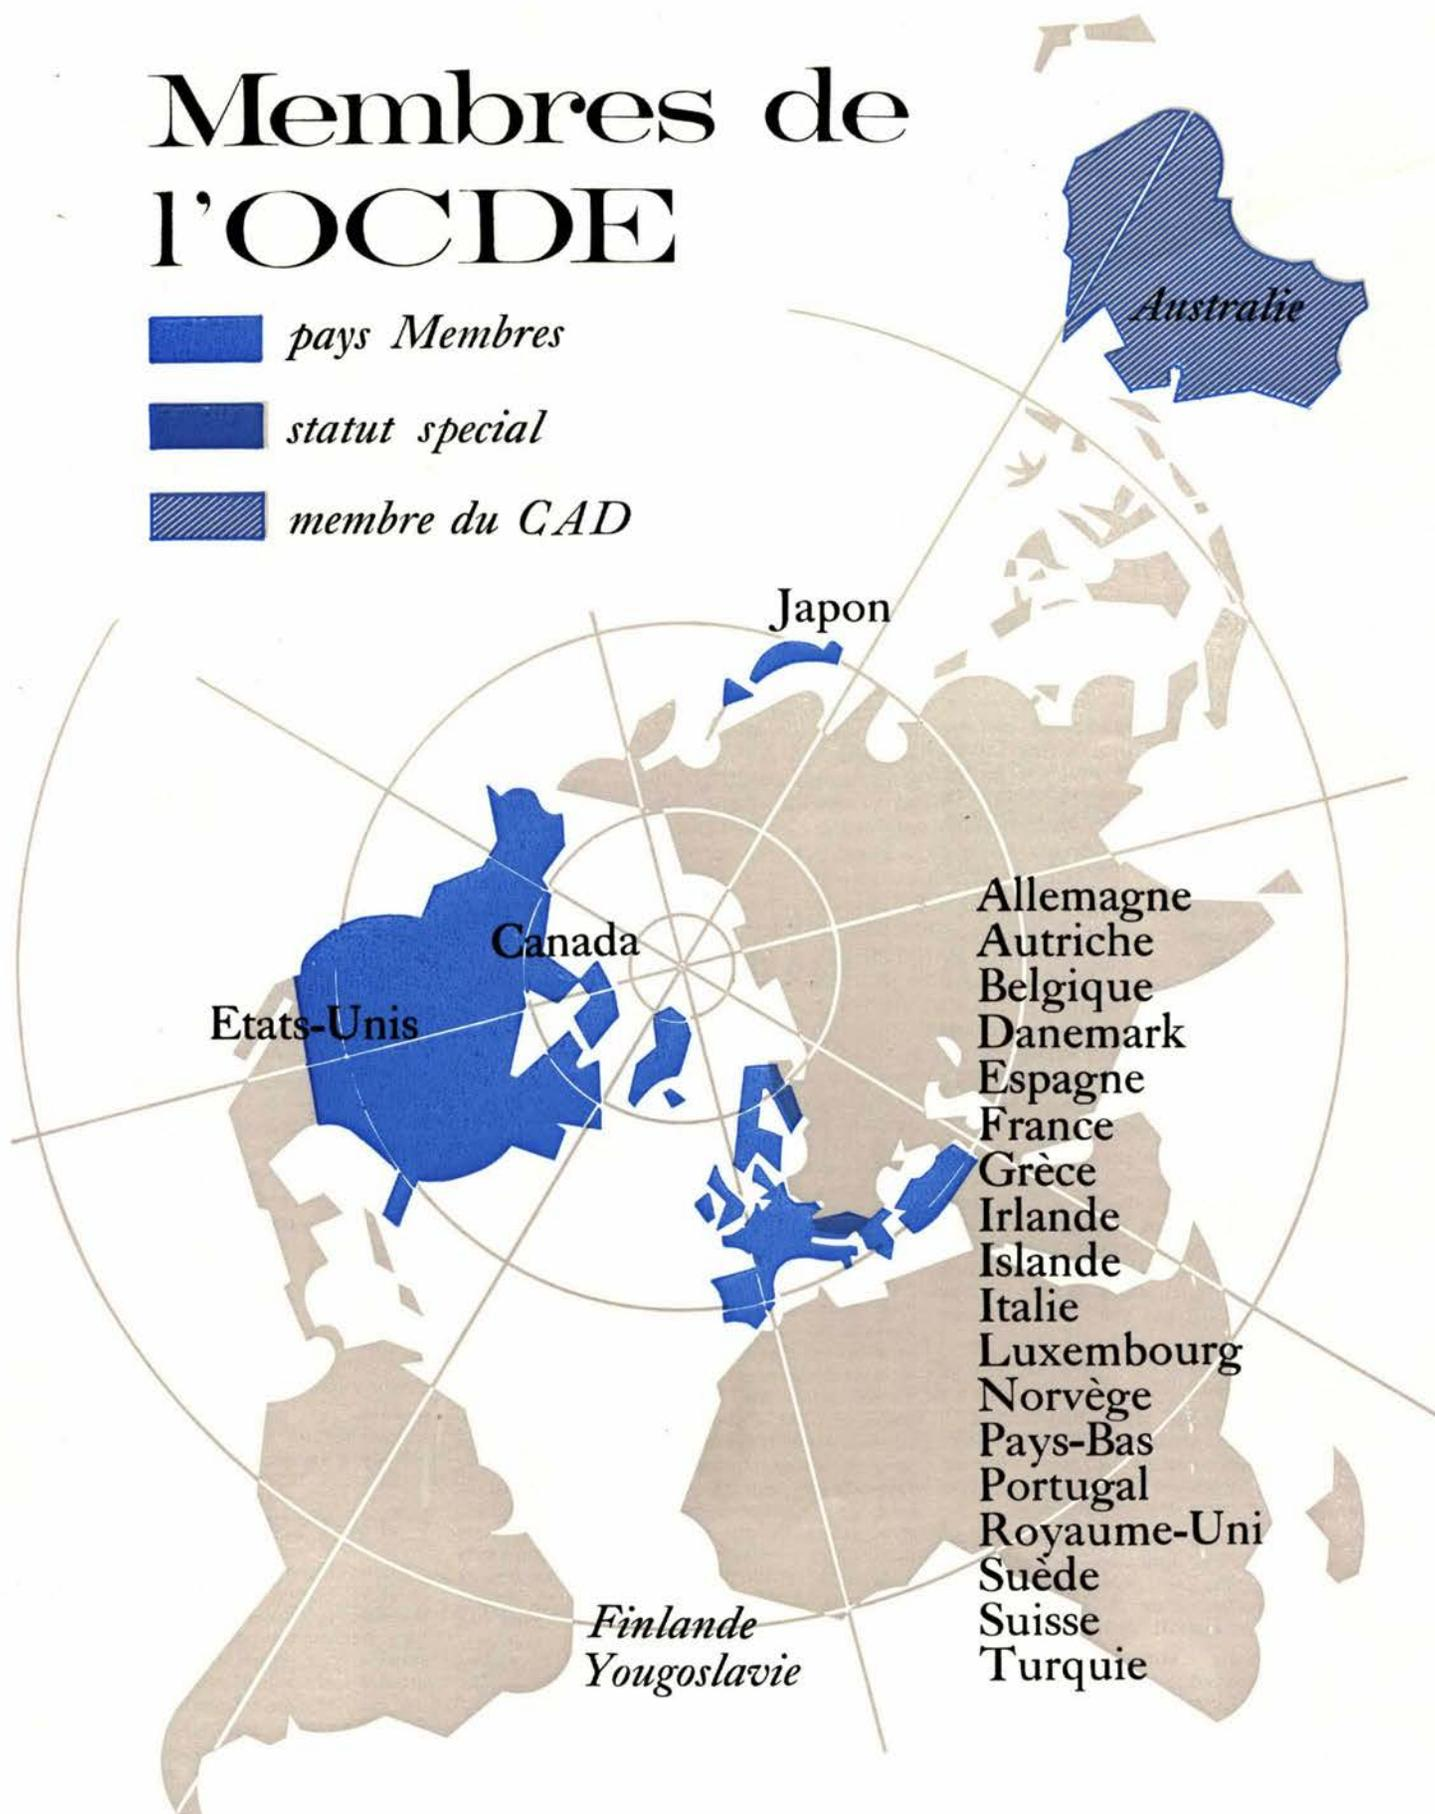 Membres de
l'OCDE
pays Membres
statut special
membre du CAD
Australie
Japon
Canada
Etats-Unis
Allemagne
Autriche
Belgique
Danemark
Espagne
France
Grèce
Irlande
Islande
Italie
Luxembourg
Norvège
Pays-Bas
Portugal
Royaume-Uni
Suède
Suisse
Turquie
Finlande
Yougoslavie